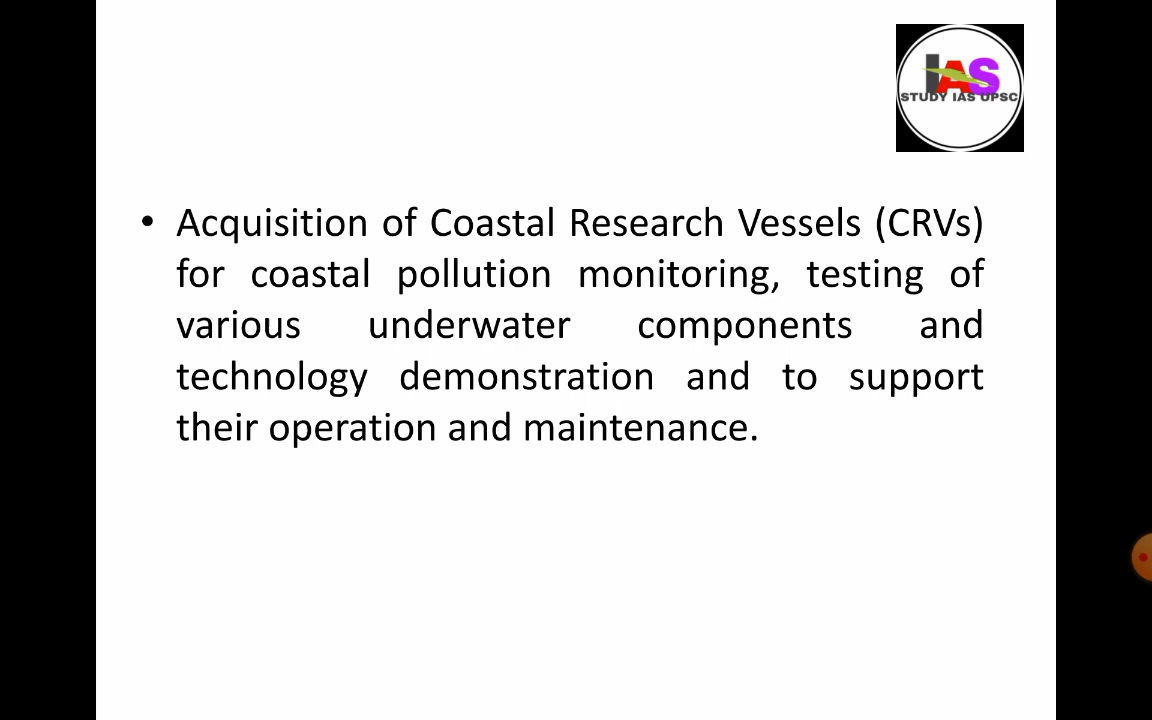 IAS
STUDY IAS UPSC
• Acquisition of Coastal Research Vessels (CRVs)
for coastal pollution monitoring, testing of
various underwater components and
technology demonstration and to support
their operation and maintenance.